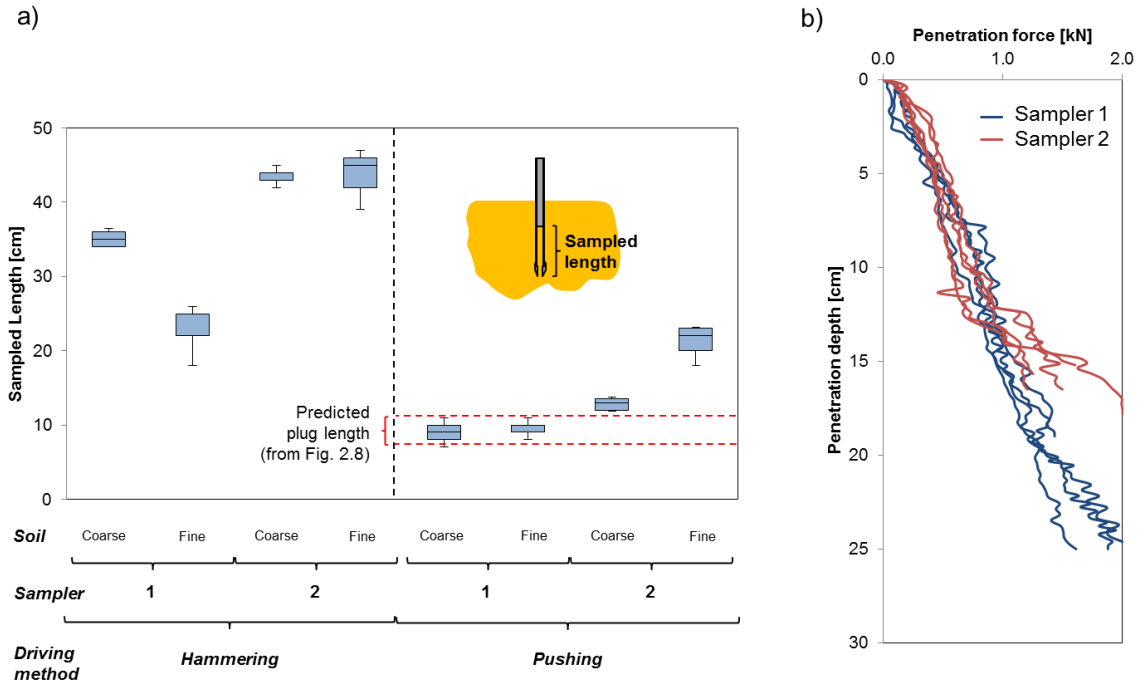 a)
50
40
30
20
10
0
Sampled Length [cm]
Sampled
length
Predicted
plug length
(from Fig. 2.8)
Soil
Coarse Fine Coarse Fine Coarse Fine Coarse Fine
Sampler
1 2 1 2
Driving
method
Hammering Pushing
b)
Penetration force [kN]
0.0 1.0 2.0
0
5
10
15
20
25
30
Penetration depth [cm]
Sampler 1
Sampler 2